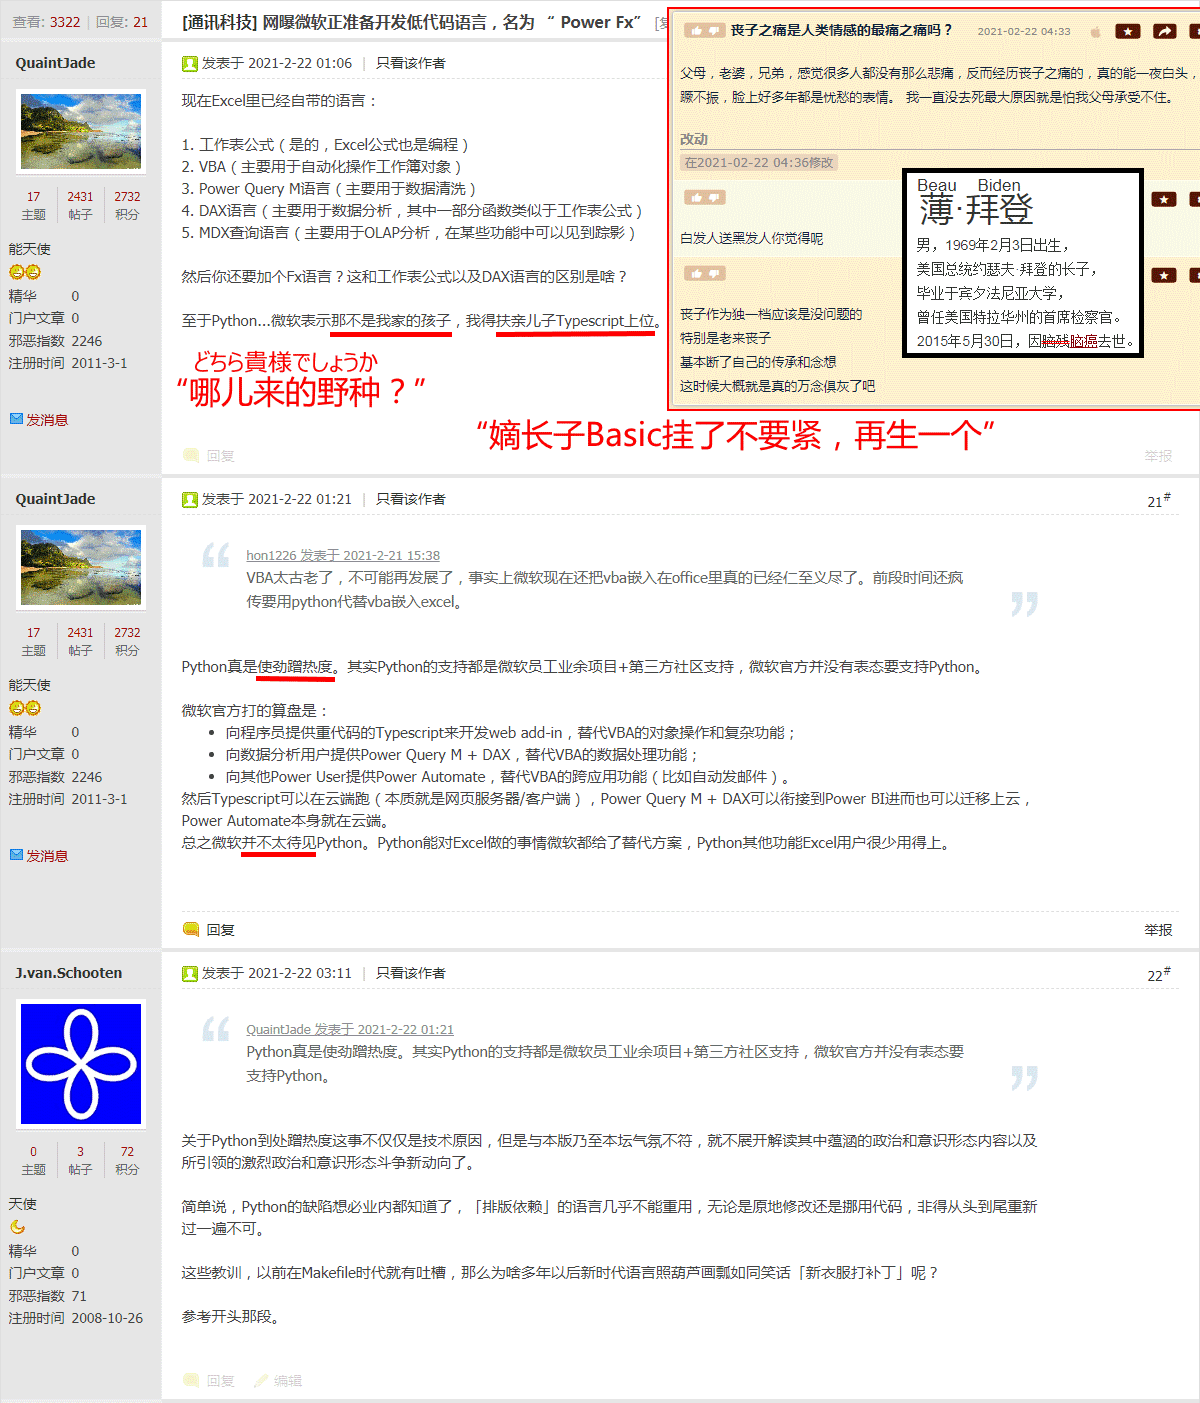 查看: 3322 | 回复: 21
[通讯科技] 网曝微软正准备开发低代码语言，名为 “ Power Fx” [复
QuaintJade
发表于 2021-2-22 01:06 | 只看该作者
17 2431 2732
主题 帖子 积分
能天使
精华 0
门户文章 0
邪恶指数 2246
注册时间 2011-3-1
发消息
现在Excel里已经自带的语言：
1. 工作表公式（是的，Excel公式也是编程）
2. VBA（主要用于自动化操作工作簿对象）
3. Power Query M语言（主要用于数据清洗）
4. DAX语言（主要用于数据分析，其中一部分函数类似于工作表公式）
5. MDX查询语言（主要用于OLAP分析，在某些功能中可以见到踪影）
然后你还要加个Fx语言？这和工作表公式以及DAX语言的区别是啥？
至于Python...微软表示那不是我家的孩子，我得扶亲儿子Typescript上位。
どちら貴様でしょうか
“哪儿来的野种？”
“嫡长子Basic挂了不要紧，再生一个”
回复
举报
丧子之痛是人类情感的最痛之痛吗？ 2021-02-22 04:33
父母，老婆，兄弟，感觉很多人都没有那么悲痛，反而经历丧子之痛的，真的能一夜白头，
蹶不振，脸上好多年都是忧愁的表情。 我一直没去死最大原因就是怕我父母承受不住。
改动
在2021-02-22 04:36修改
白发人送黑发人你觉得呢
丧子作为独一档应该是没问题的
特别是老来丧子
基本断了自己的传承和念想
这时候大概就是真的万念俱灰了吧
Beau Biden
薄·拜登
男，1969年2月3日出生，
美国总统约瑟夫·拜登的长子，
毕业于宾夕法尼亚大学，
曾任美国特拉华州的首席检察官。
2015年5月30日，因脑残脑癌去世。
QuaintJade
发表于 2021-2-22 01:21 | 只看该作者
21#
17 2431 2732
主题 帖子 积分
能天使
精华 0
门户文章 0
邪恶指数 2246
注册时间 2011-3-1
发消息
hon1226 发表于 2021-2-21 15:38
VBA太古老了，不可能再发展了，事实上微软现在还把vba嵌入在office里真的已经仁至义尽了。前段时间还疯
传要用python代替vba嵌入excel。
Python真是使劲蹭热度。其实Python的支持都是微软员工业余项目+第三方社区支持，微软官方并没有表态要支持Python。
微软官方打的算盘是：
• 向程序员提供重代码的Typescript来开发web add-in，替代VBA的对象操作和复杂功能；
• 向数据分析用户提供Power Query M + DAX，替代VBA的数据处理功能；
• 向其他Power User提供Power Automate，替代VBA的跨应用功能（比如自动发邮件）。
然后Typescript可以在云端跑（本质就是网页服务器/客户端），Power Query M + DAX可以衔接到Power BI进而也可以迁移上云，
Power Automate本身就在云端。
总之微软并不太待见Python。Python能对Excel做的事情微软都给了替代方案，Python其他功能Excel用户很少用得上。
回复
举报
J.van.Schooten
发表于 2021-2-22 03:11 | 只看该作者
22#
0 3 72
主题 帖子 积分
天使
精华 0
门户文章 0
邪恶指数 71
注册时间 2008-10-26
QuaintJade 发表于 2021-2-22 01:21
Python真是使劲蹭热度。其实Python的支持都是微软员工业余项目+第三方社区支持，微软官方并没有表态要
支持Python。
关于Python到处蹭热度这事不仅仅是技术原因，但是与本版乃至本坛气氛不符，就不展开解读其中蕴涵的政治和意识形态内容以及
所引领的激烈政治和意识形态斗争新动向了。
简单说，Python的缺陷想必业内都知道了，「排版依赖」的语言几乎不能重用，无论是原地修改还是挪用代码，非得从头到尾重新
过一遍不可。
这些教训，以前在Makefile时代就有吐槽，那么为啥多年以后新时代语言照葫芦画瓢如同笑话「新衣服打补丁」呢？
参考开头那段。
回复 编辑